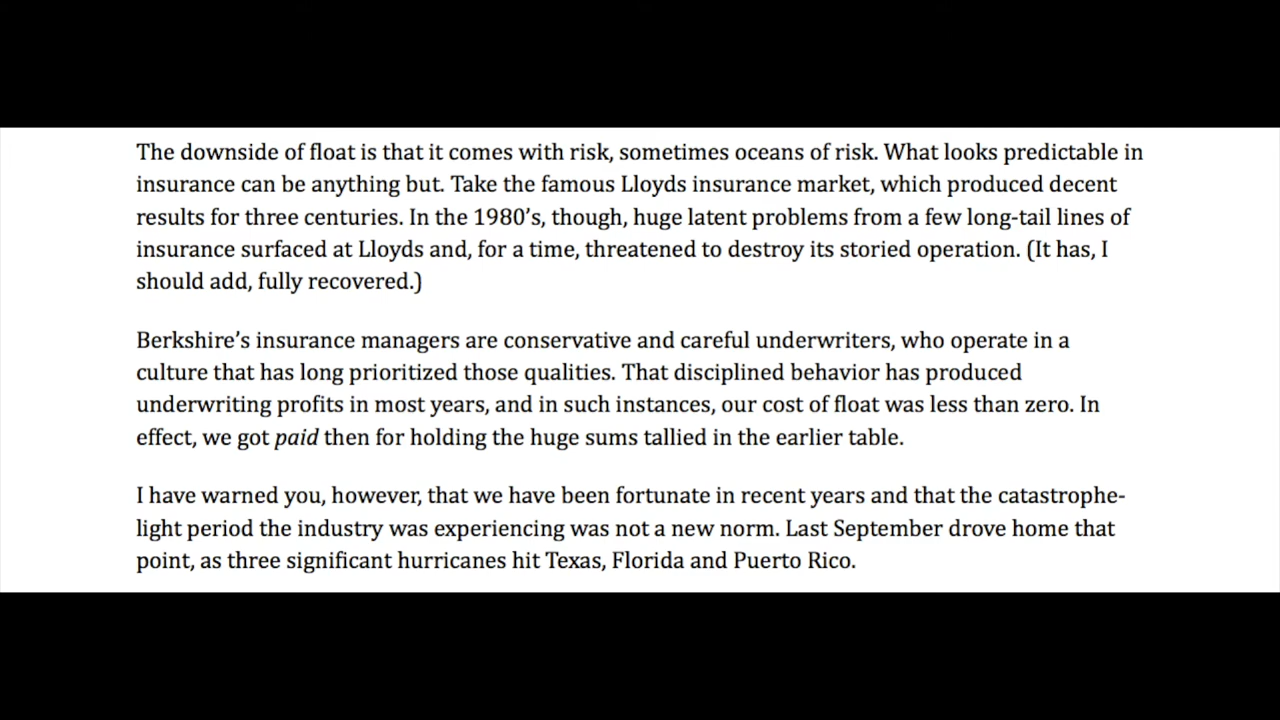 The downside of float is that it comes with risk, sometimes oceans of risk. What looks predictable in
insurance can be anything but. Take the famous Lloyds insurance market, which produced decent
results for three centuries. In the 1980’s, though, huge latent problems from a few long-tail lines of
insurance surfaced at Lloyds and, for a time, threatened to destroy its storied operation. (It has, I
should add, fully recovered.)
Berkshire’s insurance managers are conservative and careful underwriters, who operate in a
culture that has long prioritized those qualities. That disciplined behavior has produced
underwriting profits in most years, and in such instances, our cost of float was less than zero. In
effect, we got paid then for holding the huge sums tallied in the earlier table.
I have warned you, however, that we have been fortunate in recent years and that the catastrophe-
light period the industry was experiencing was not a new norm. Last September drove home that
point, as three significant hurricanes hit Texas, Florida and Puerto Rico.